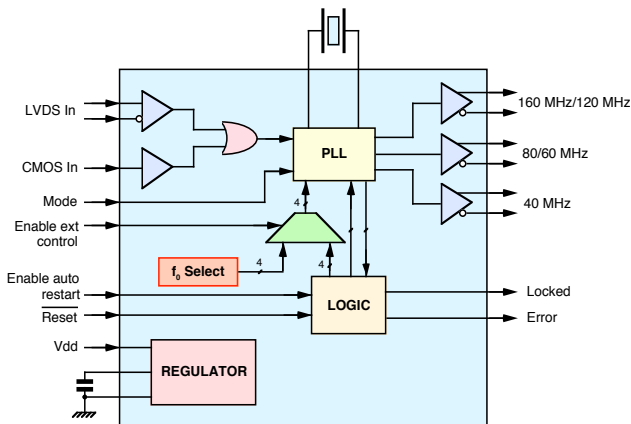 LVDS In
160 MHz/120 MHz
PLL
80/60 MHz
CMOS In
Mode
40 MHz
4
Enable ext
control
f0 Select
4
4
Enable auto
restart
LOGIC
Locked
Reset
Error
Vdd
REGULATOR